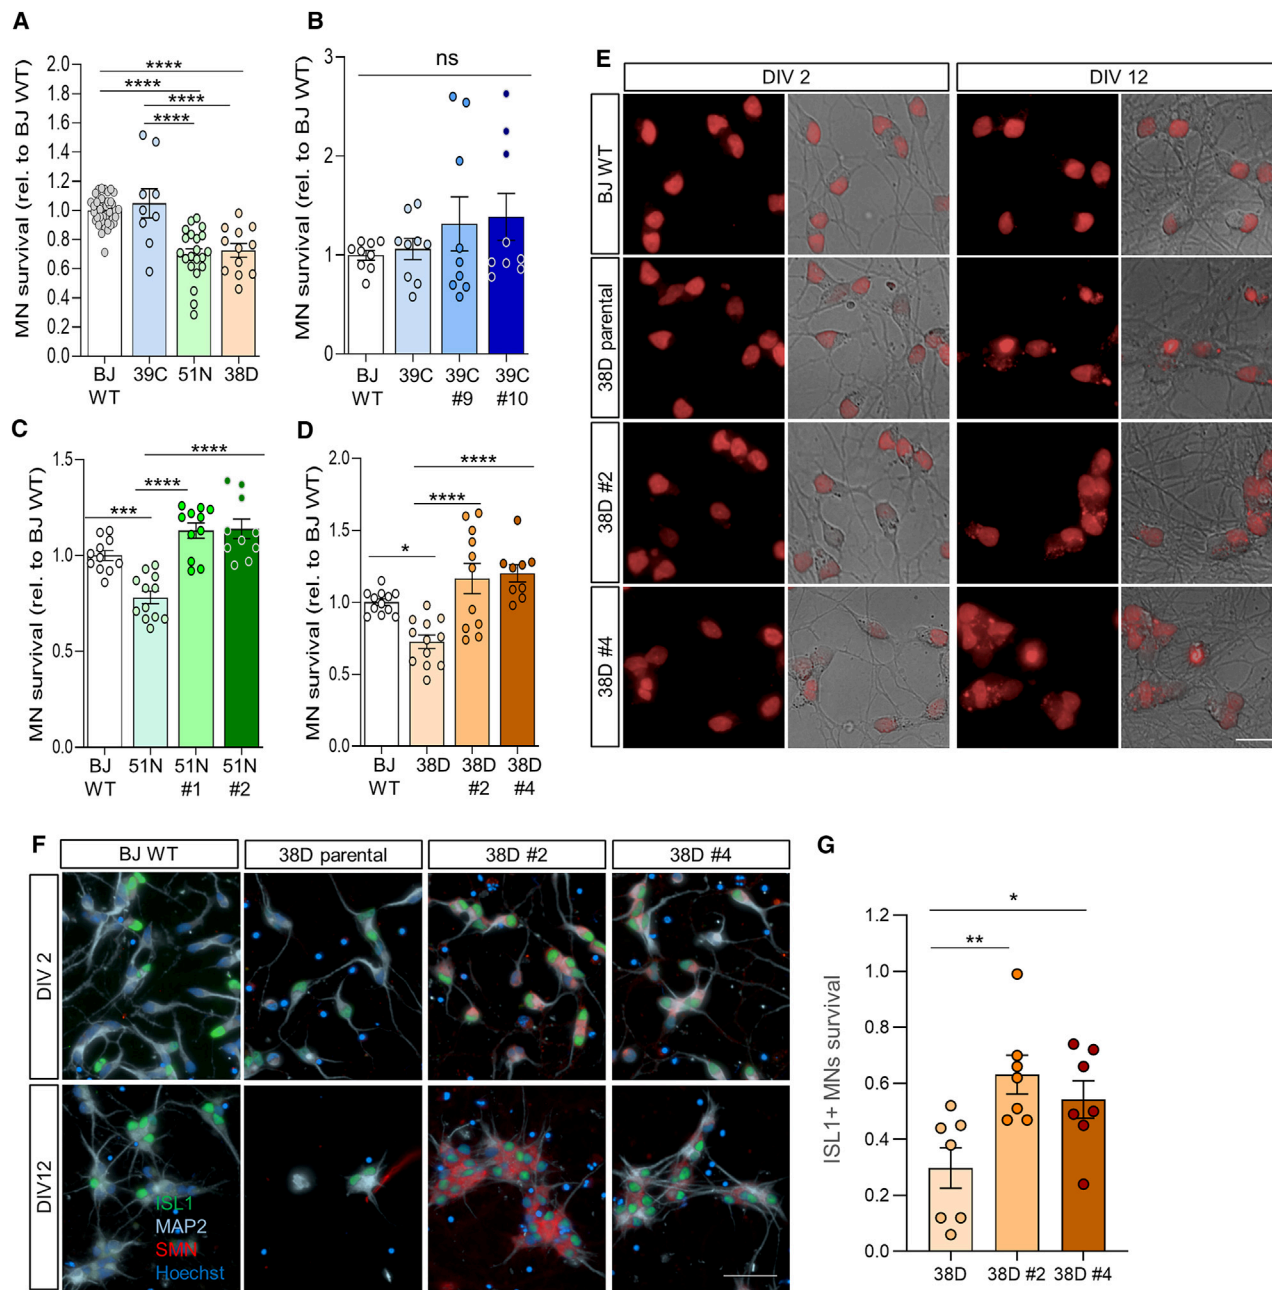 A
MN survival (rel. to BJ WT)
2.0
1.8
1.6
1.4
1.2
1.0
0.8
0.6
0.4
0.2
0.0
****
****
****
****
BJ WT
39C
51N
38D
B
MN survival (rel. to BJ WT)
3
2
1
0
ns
BJ WT
39C
39C #9
39C #10
C
MN survival (rel. to BJ WT)
1.5
1.0
0.5
0.0
****
****
***
BJ WT
51N
51N #1
51N #2
D
MN survival (rel. to BJ WT)
2.0
1.5
1.0
0.5
0.0
****
****
*
BJ WT
38D
38D #2
38D #4
E
DIV 2
DIV 12
BJ WT
38D parental
38D #2
38D #4
F
BJ WT
38D parental
38D #2
38D #4
DIV 2
DIV12
ISL1
MAP2
SMN
Hoechst
G
ISL1+ MNs survival
1.2
1.0
0.8
0.6
0.4
0.2
0.0
*
**
38D
38D #2
38D #4